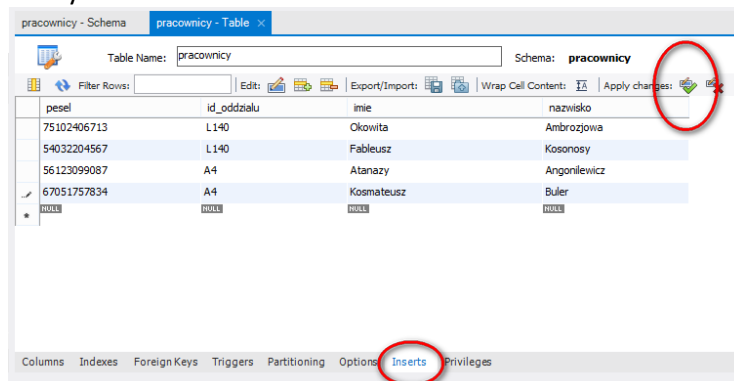 pracownicy - Schema pracownicy - Table ×
Table Name: pracownicy Schema: pracownicy
Filter Rows: Edit: Export/Import: Wrap Cell Content: Apply changes:
pesel id_oddzialu imie nazwisko
75102406713 L140 Okowita Ambrozjowa
54032204567 L140 Fableusz Kosonosy
56123099087 A4 Atanazy Angonilewicz
67051757834 A4 Kosmateusz Buler
NULL NULL NULL NULL
Columns Indexes Foreign Keys Triggers Partitioning Options Inserts Privileges